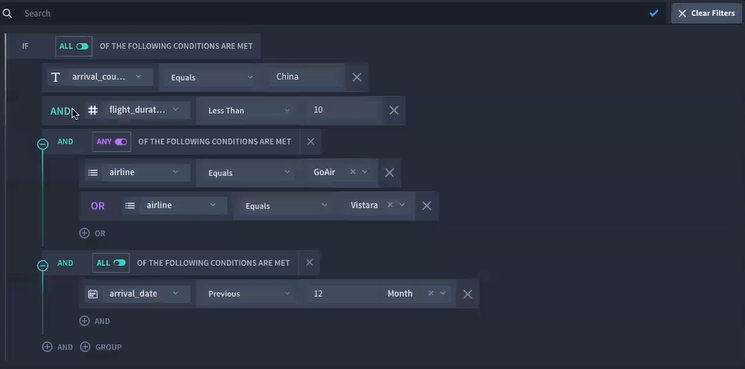 Search
Clear Filters
IF ALL OF THE FOLLOWING CONDITIONS ARE MET
T arrival_cou... Equals China
AND # flight_durat... Less Than 10
AND ANY OF THE FOLLOWING CONDITIONS ARE MET
airline Equals GoAir
OR airline Equals Vistara
OR
AND ALL OF THE FOLLOWING CONDITIONS ARE MET
arrival_date Previous 12 Month
AND
AND GROUP